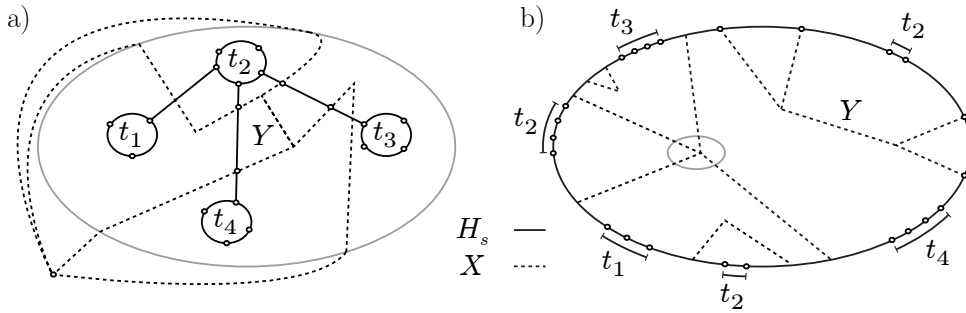 a)
t₂
t₁
Y
t₃
t₄
H_s
X
b)
t₃
t₂
t₂
Y
t₁
t₂
t₄